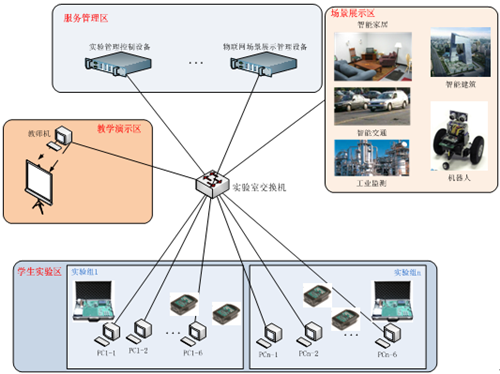 服务管理区
实验管理控制设备
物联网场景展示管理设备
...
场景展示区
智能家居
智能建筑
智能交通
工业监测
机器人
教学演示区
教师机
实验室交换机
学生实验区
实验组1
PC1-1
PC1-2
...
PC1-6
实验组n
PCn-1
PCn-2
...
PCn-6